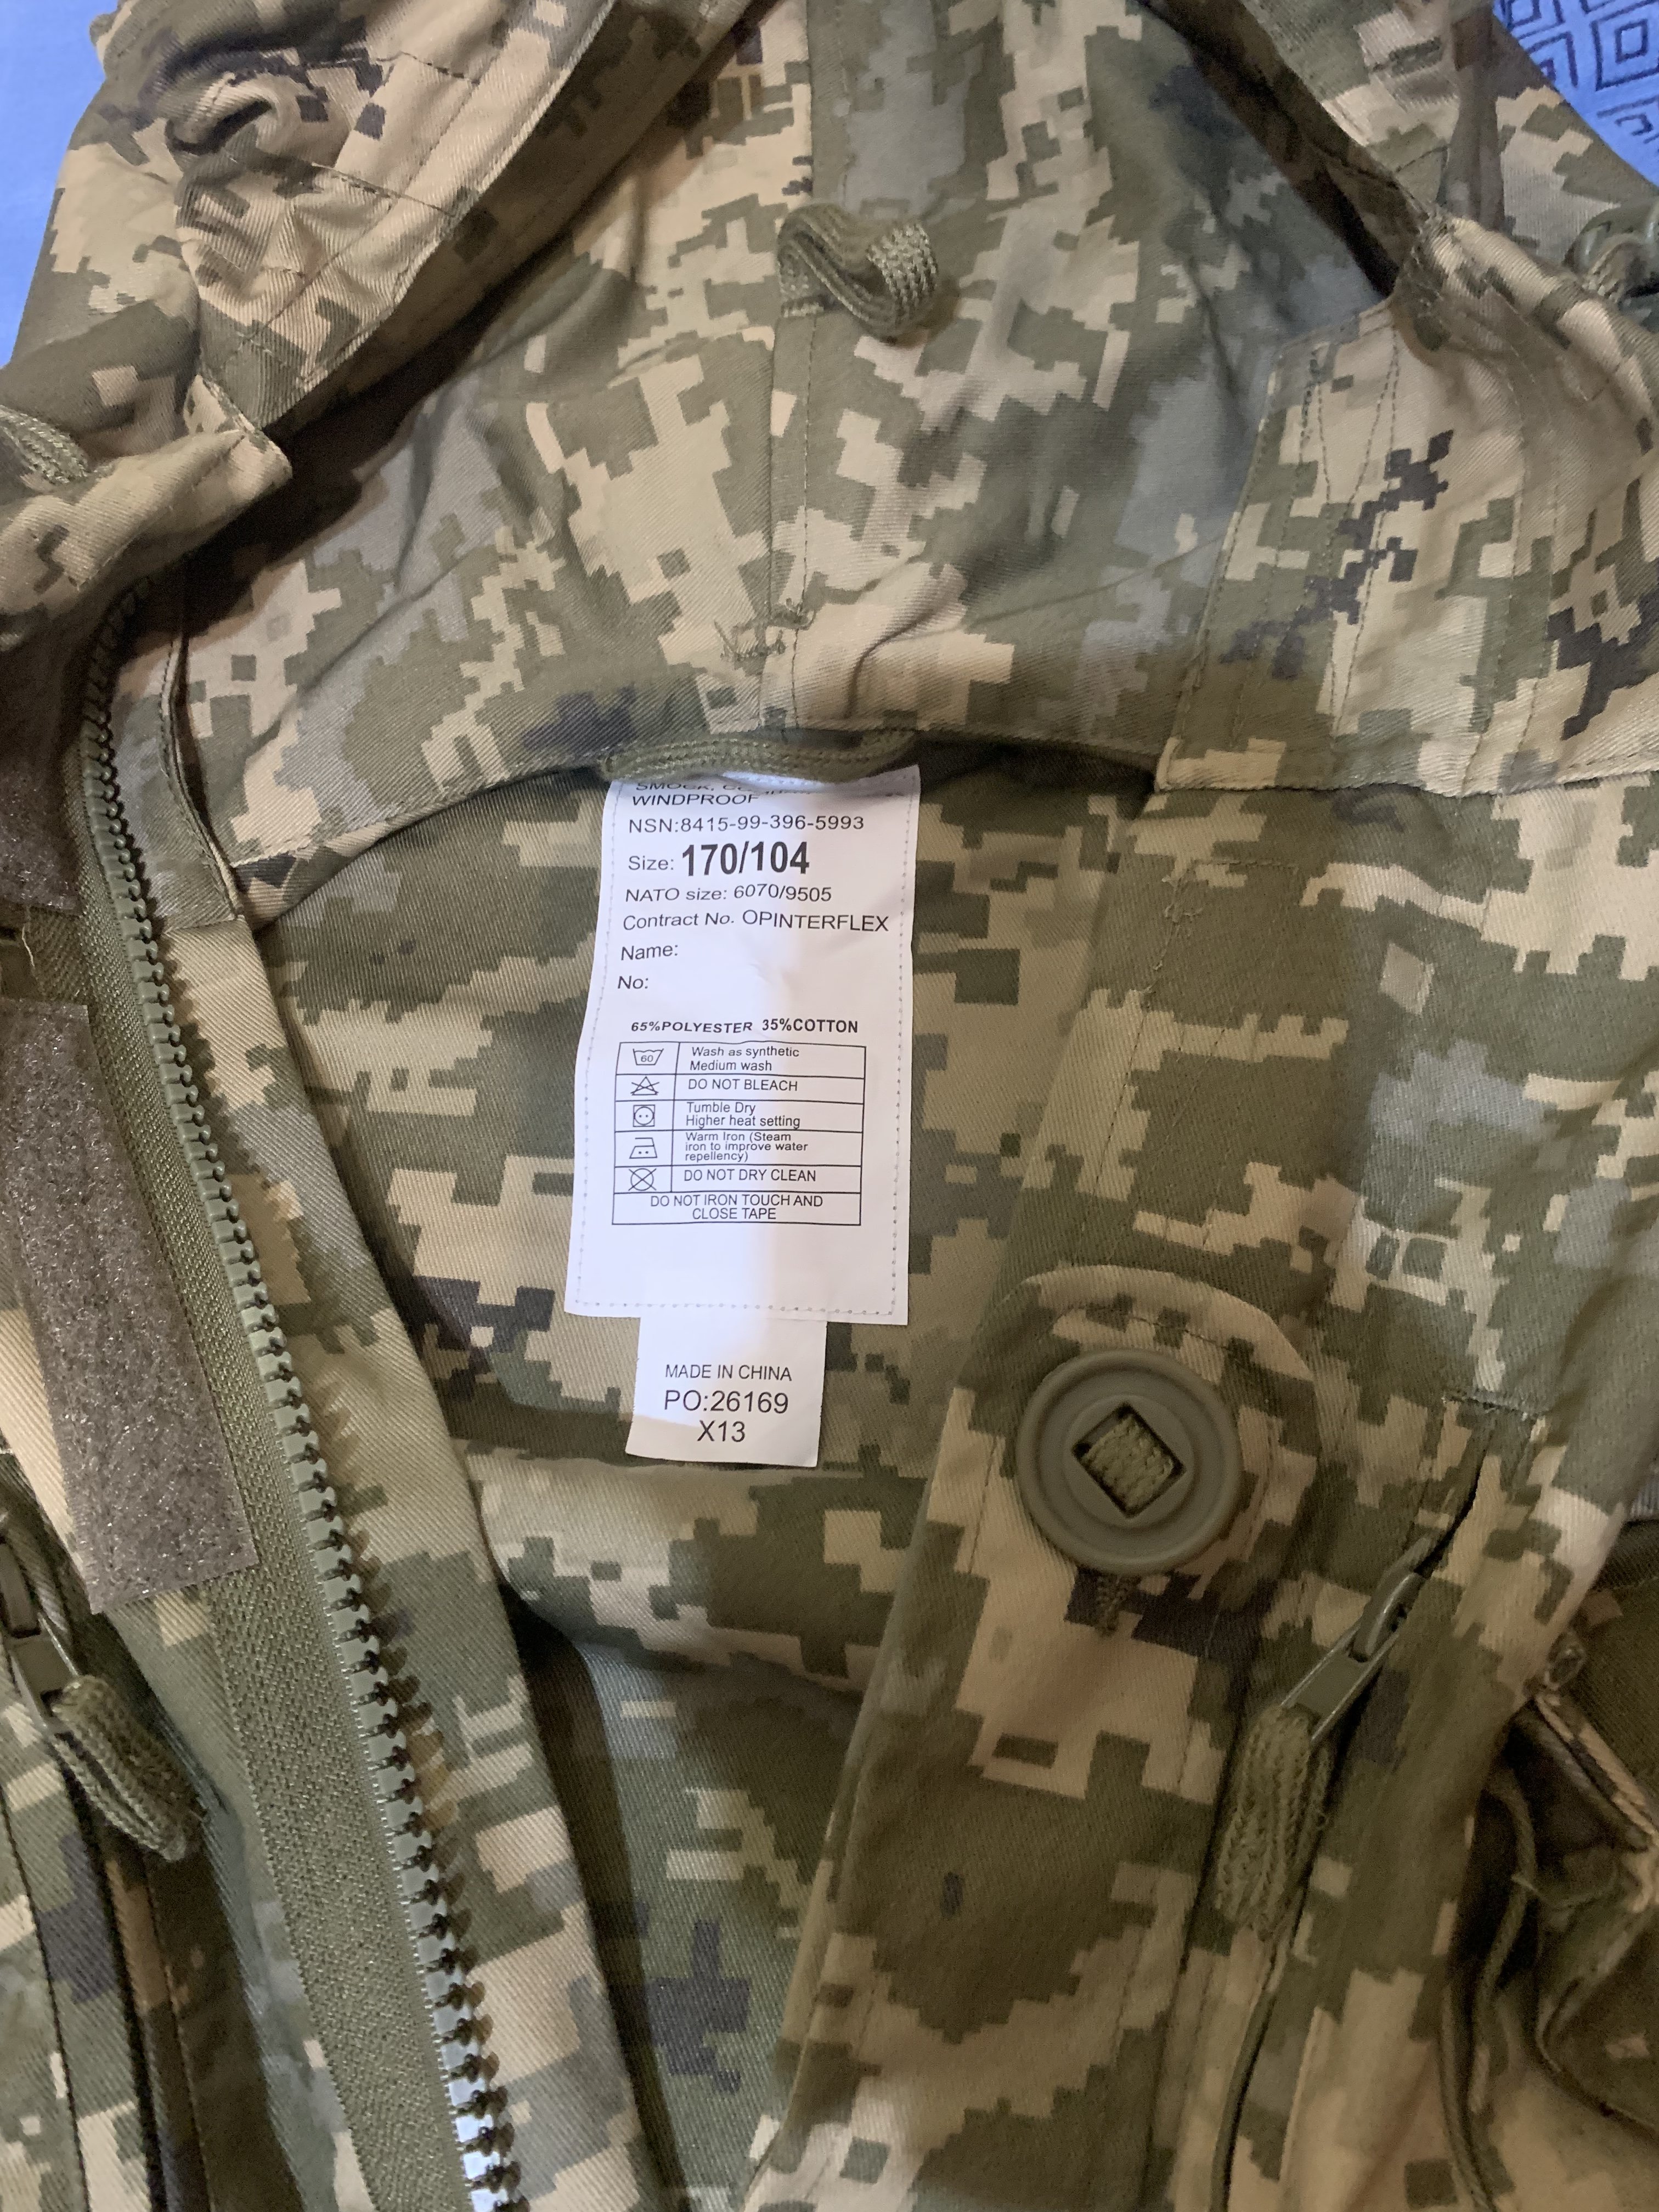 SMOCK,
WINDPROOF
NSN:8415-99-396-5993
Size: 170/104
NATO size: 6070/9505
Contract No. OPINTERFLEX
Name:
No:
65%POLYESTER 35%COTTON
60 Wash as synthetic
Medium wash
DO NOT BLEACH
Tumble Dry
Higher heat setting
Warm Iron (Steam
iron to improve water
repellency)
DO NOT DRY CLEAN
DO NOT IRON TOUCH AND
CLOSE TAPE
MADE IN CHINA
PO:26169
X13